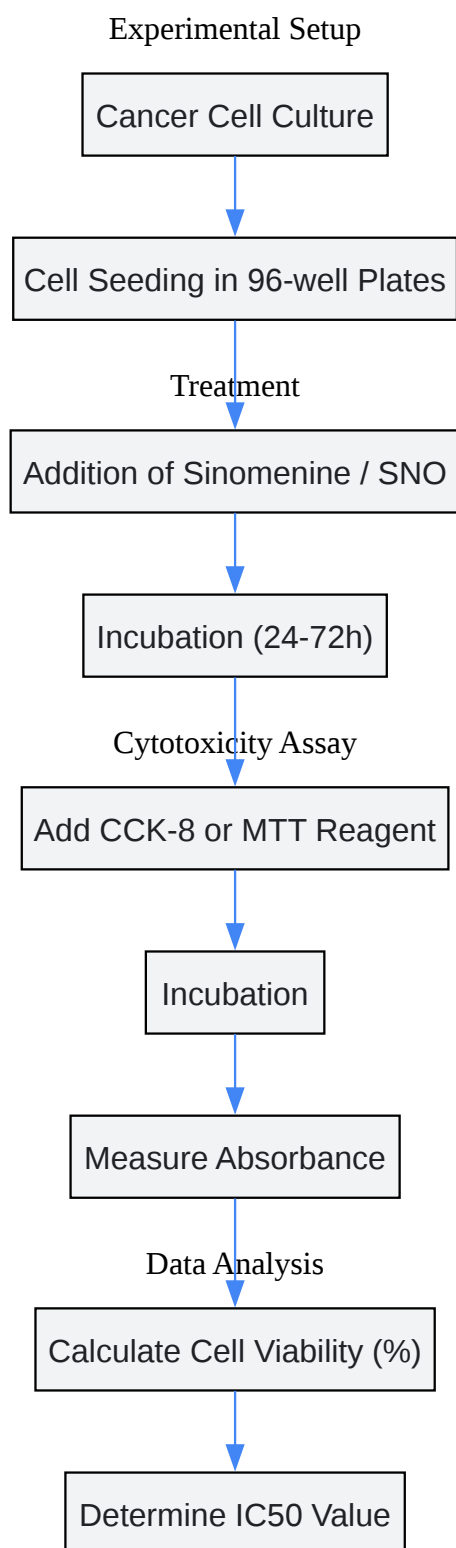 Experimental Setup
Cancer Cell Culture
Cell Seeding in 96-well Plates
Treatment
Addition of Sinomenine / SNO
Incubation (24-72h)
Cytotoxicity Assay
Add CCK-8 or MTT Reagent
Incubation
Measure Absorbance
Data Analysis
Calculate Cell Viability (%)
Determine IC50 Value